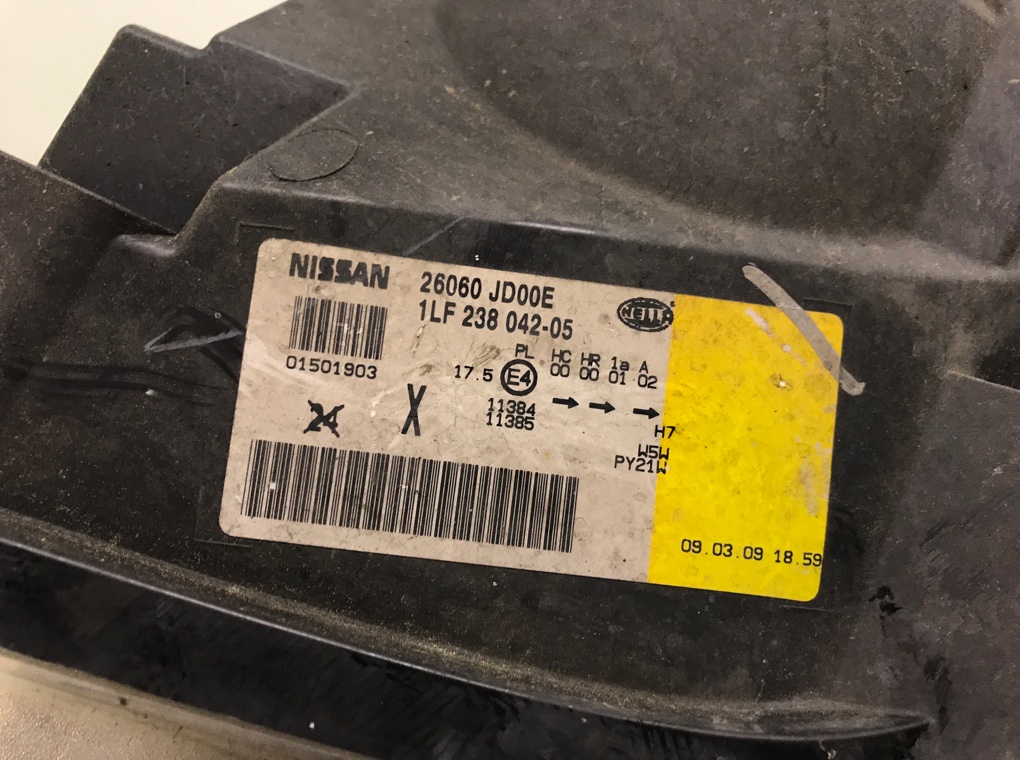 NISSAN
26060 JD00E
1LF 238 042-05
HELLA
01501903
PL HC HR 1a A
17.5 E4 00 00 01 02
24 X
11384 → → →
11385
H7
W5W
PY21W
09.03.09 18.59